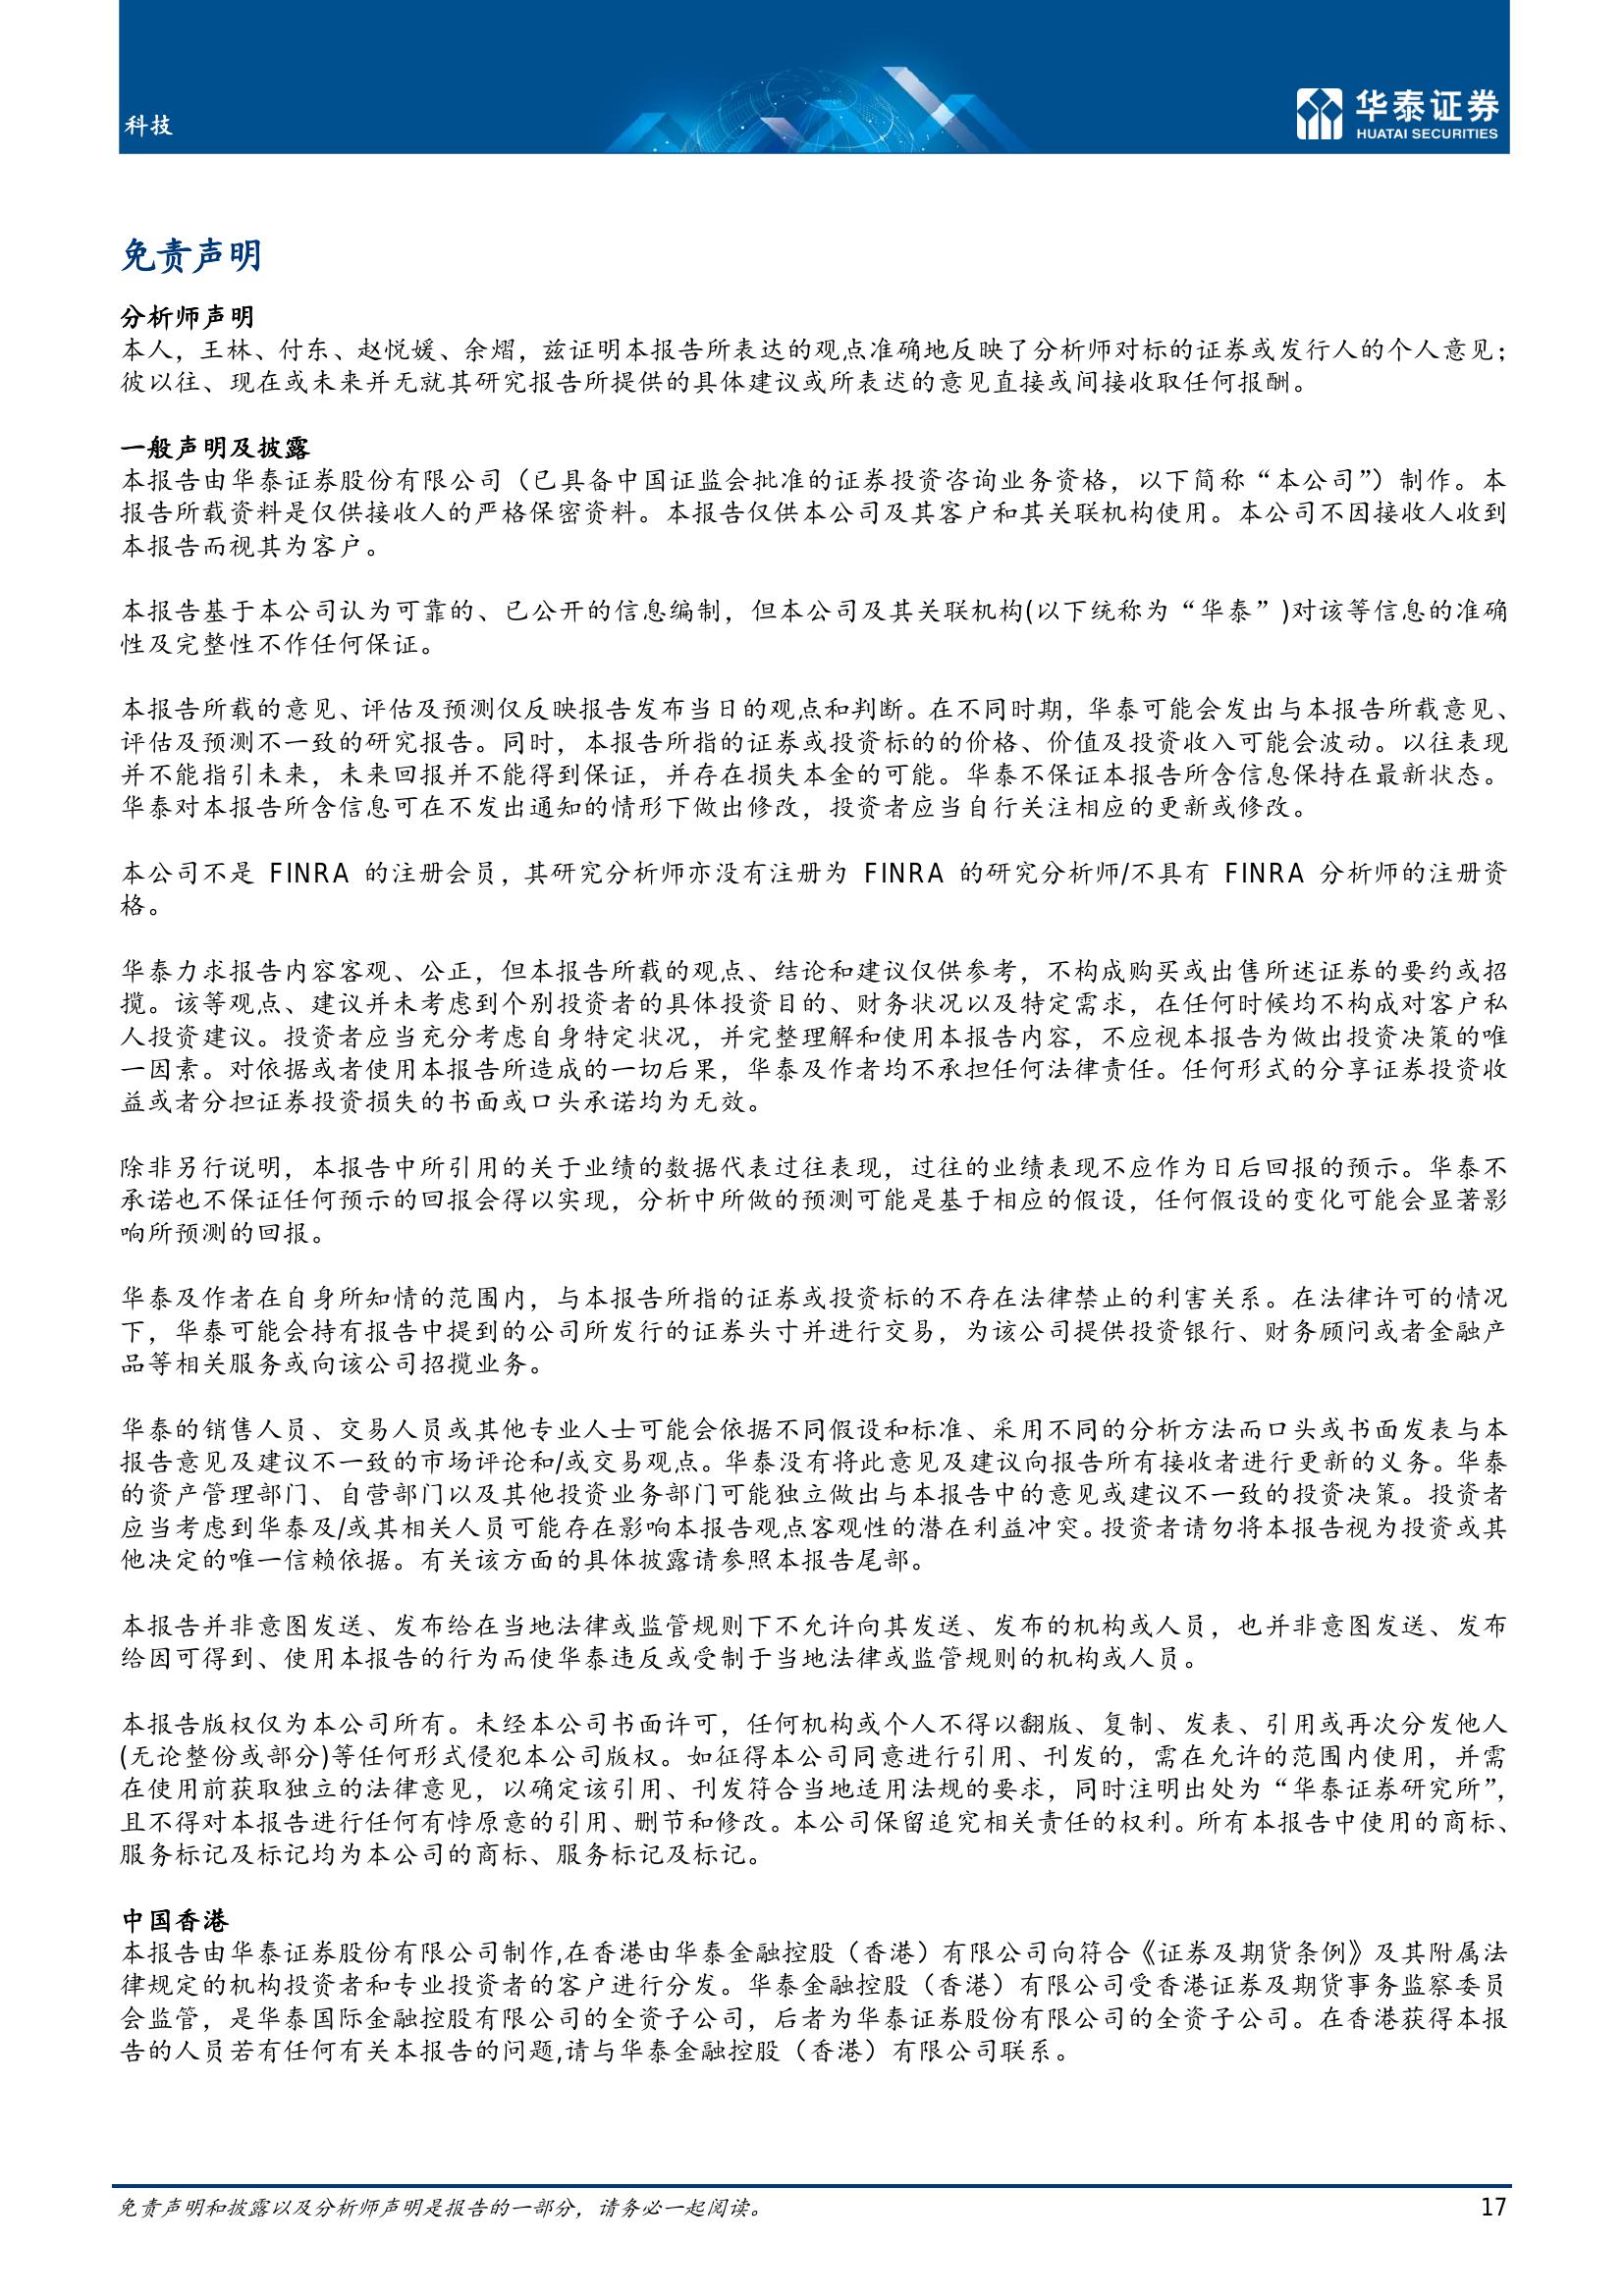 科技
华泰证券
HUATAI SECURITIES
免责声明
分析师声明
本人，王林、付东、赵悦媛、余熠，兹证明本报告所表达的观点准确地反映了分析师对标的证券或发行人的个人意见；
彼以往、现在或未来并无就其研究报告所提供的具体建议或所表达的意见直接或间接收取任何报酬。
一般声明及披露
本报告由华泰证券股份有限公司（已具备中国证监会批准的证券投资咨询业务资格，以下简称“本公司”）制作。本
报告所载资料是仅供接收人的严格保密资料。本报告仅供本公司及其客户和其关联机构使用。本公司不因接收人收到
本报告而视其为客户。
本报告基于本公司认为可靠的、已公开的信息编制，但本公司及其关联机构(以下统称为“华泰”)对该等信息的准确
性及完整性不作任何保证。
本报告所载的意见、评估及预测仅反映报告发布当日的观点和判断。在不同时期，华泰可能会发出与本报告所载意见、
评估及预测不一致的研究报告。同时，本报告所指的证券或投资标的的价格、价值及投资收入可能会波动。以往表现
并不能指引未来，未来回报并不能得到保证，并存在损失本金的可能。华泰不保证本报告所含信息保持在最新状态。
华泰对本报告所含信息可在不发出通知的情形下做出修改，投资者应当自行关注相应的更新或修改。
本公司不是 FINRA 的注册会员，其研究分析师亦没有注册为 FINRA 的研究分析师/不具有 FINRA 分析师的注册资
格。
华泰力求报告内容客观、公正，但本报告所载的观点、结论和建议仅供参考，不构成购买或出售所述证券的要约或招
揽。该等观点、建议并未考虑到个别投资者的具体投资目的、财务状况以及特定需求，在任何时候均不构成对客户私
人投资建议。投资者应当充分考虑自身特定状况，并完整理解和使用本报告内容，不应视本报告为做出投资决策的唯
一因素。对依据或者使用本报告所造成的一切后果，华泰及作者均不承担任何法律责任。任何形式的分享证券投资收
益或者分担证券投资损失的书面或口头承诺均为无效。
除非另行说明，本报告中所引用的关于业绩的数据代表过往表现，过往的业绩表现不应作为日后回报的预示。华泰不
承诺也不保证任何预示的回报会得以实现，分析中所做的预测可能是基于相应的假设，任何假设的变化可能会显著影
响所预测的回报。
华泰及作者在自身所知情的范围内，与本报告所指的证券或投资标的不存在法律禁止的利害关系。在法律许可的情况
下，华泰可能会持有报告中提到的公司所发行的证券头寸并进行交易，为该公司提供投资银行、财务顾问或者金融产
品等相关服务或向该公司招揽业务。
华泰的销售人员、交易人员或其他专业人士可能会依据不同假设和标准、采用不同的分析方法而口头或书面发表与本
报告意见及建议不一致的市场评论和/或交易观点。华泰没有将此意见及建议向报告所有接收者进行更新的义务。华泰
的资产管理部门、自营部门以及其他投资业务部门可能独立做出与本报告中的意见或建议不一致的投资决策。投资者
应当考虑到华泰及/或其相关人员可能存在影响本报告观点客观性的潜在利益冲突。投资者请勿将本报告视为投资或其
他决定的唯一信赖依据。有关该方面的具体披露请参照本报告尾部。
本报告并非意图发送、发布给在当地法律或监管规则下不允许向其发送、发布的机构或人员，也并非意图发送、发布
给因可得到、使用本报告的行为而使华泰违反或受制于当地法律或监管规则的机构或人员。
本报告版权仅为本公司所有。未经本公司书面许可，任何机构或个人不得以翻版、复制、发表、引用或再次分发他人
(无论整份或部分)等任何形式侵犯本公司版权。如征得本公司同意进行引用、刊发的，需在允许的范围内使用，并需
在使用前获取独立的法律意见，以确定该引用、刊发符合当地适用法规的要求，同时注明出处为“华泰证券研究所”，
且不得对本报告进行任何有悖原意的引用、删节和修改。本公司保留追究相关责任的权利。所有本报告中使用的商标、
服务标记及标记均为本公司的商标、服务标记及标记。
中国香港
本报告由华泰证券股份有限公司制作,在香港由华泰金融控股（香港）有限公司向符合《证券及期货条例》及其附属法
律规定的机构投资者和专业投资者的客户进行分发。华泰金融控股（香港）有限公司受香港证券及期货事务监察委员
会监管，是华泰国际金融控股有限公司的全资子公司，后者为华泰证券股份有限公司的全资子公司。在香港获得本报
告的人员若有任何有关本报告的问题,请与华泰金融控股（香港）有限公司联系。
免责声明和披露以及分析师声明是报告的一部分，请务必一起阅读。
17